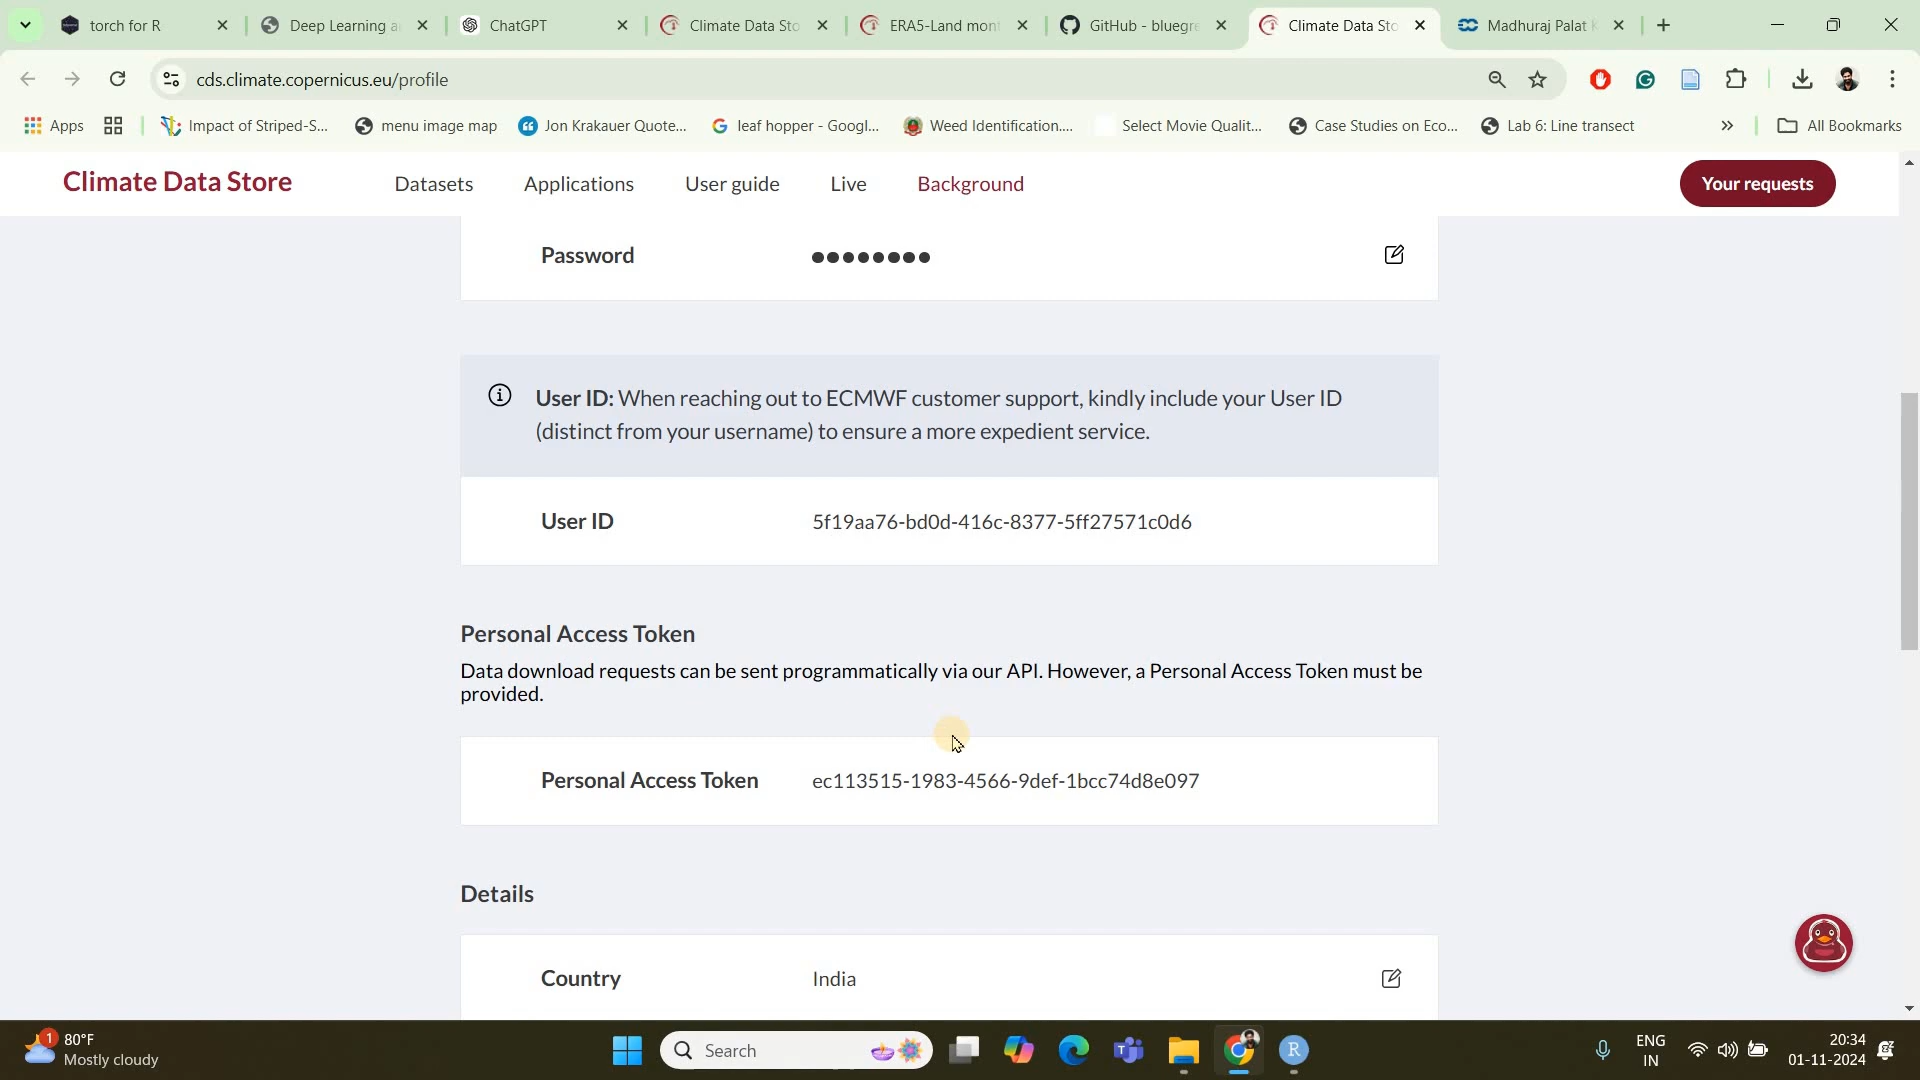 torch for R
Deep Learning a
ChatGPT
Climate Data Sto
ERA5-Land mont
GitHub - bluegre
Climate Data Sto
Madhuraj Palat K
cds.climate.copernicus.eu/profile
Apps
Impact of Striped-S...
menu image map
Jon Krakauer Quote...
leaf hopper - Googl...
Weed Identification....
Select Movie Qualit...
Case Studies on Eco...
Lab 6: Line transect
All Bookmarks
Climate Data Store
Datasets
Applications
User guide
Live
Background
Your requests
Password
User ID: When reaching out to ECMWF customer support, kindly include your User ID
(distinct from your username) to ensure a more expedient service.
User ID
5f19aa76-bd0d-416c-8377-5ff27571c0d6
Personal Access Token
Data download requests can be sent programmatically via our API. However, a Personal Access Token must be
provided.
Personal Access Token
ec113515-1983-4566-9def-1bcc74d8e097
Details
Country
India
1
80°F
Mostly cloudy
Search
R
ENG
IN
20:34
01-11-2024